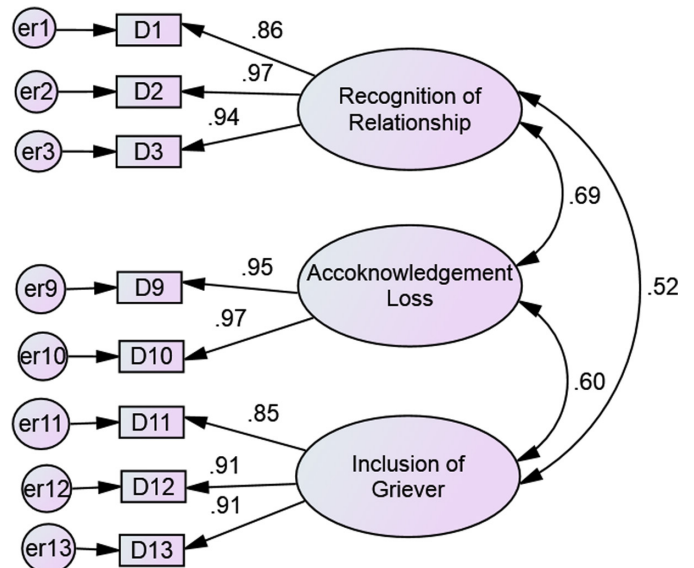 er1
D1
.86
er2
D2
.97
er3
D3
.94
Recognition of
Relationship
.69
er9
D9
.95
Accoknowledgement
Loss
.52
er10
D10
.97
.60
er11
D11
.85
er12
D12
.91
Inclusion of
Griever
er13
D13
.91